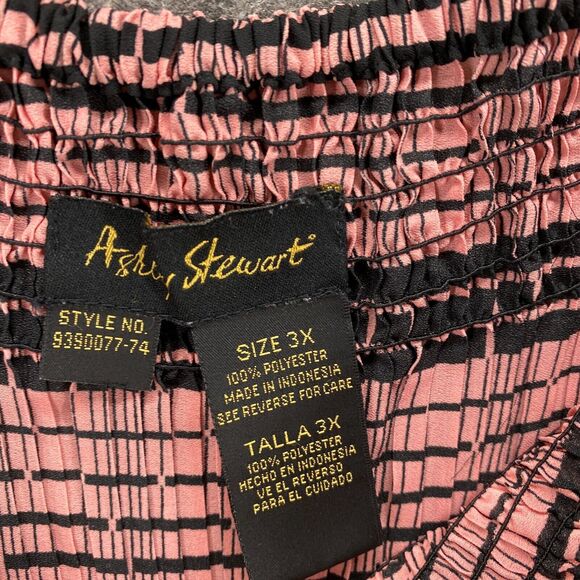 Ashley Stewart
STYLE NO.
9390077-74
SIZE 3X
100% POLYESTER
MADE IN INDONESIA
SEE REVERSE FOR CARE
TALLA 3X
100% POLYESTER
HECHO EN INDONESIA
VE EL REVERSO
PARA EL CUIDADO